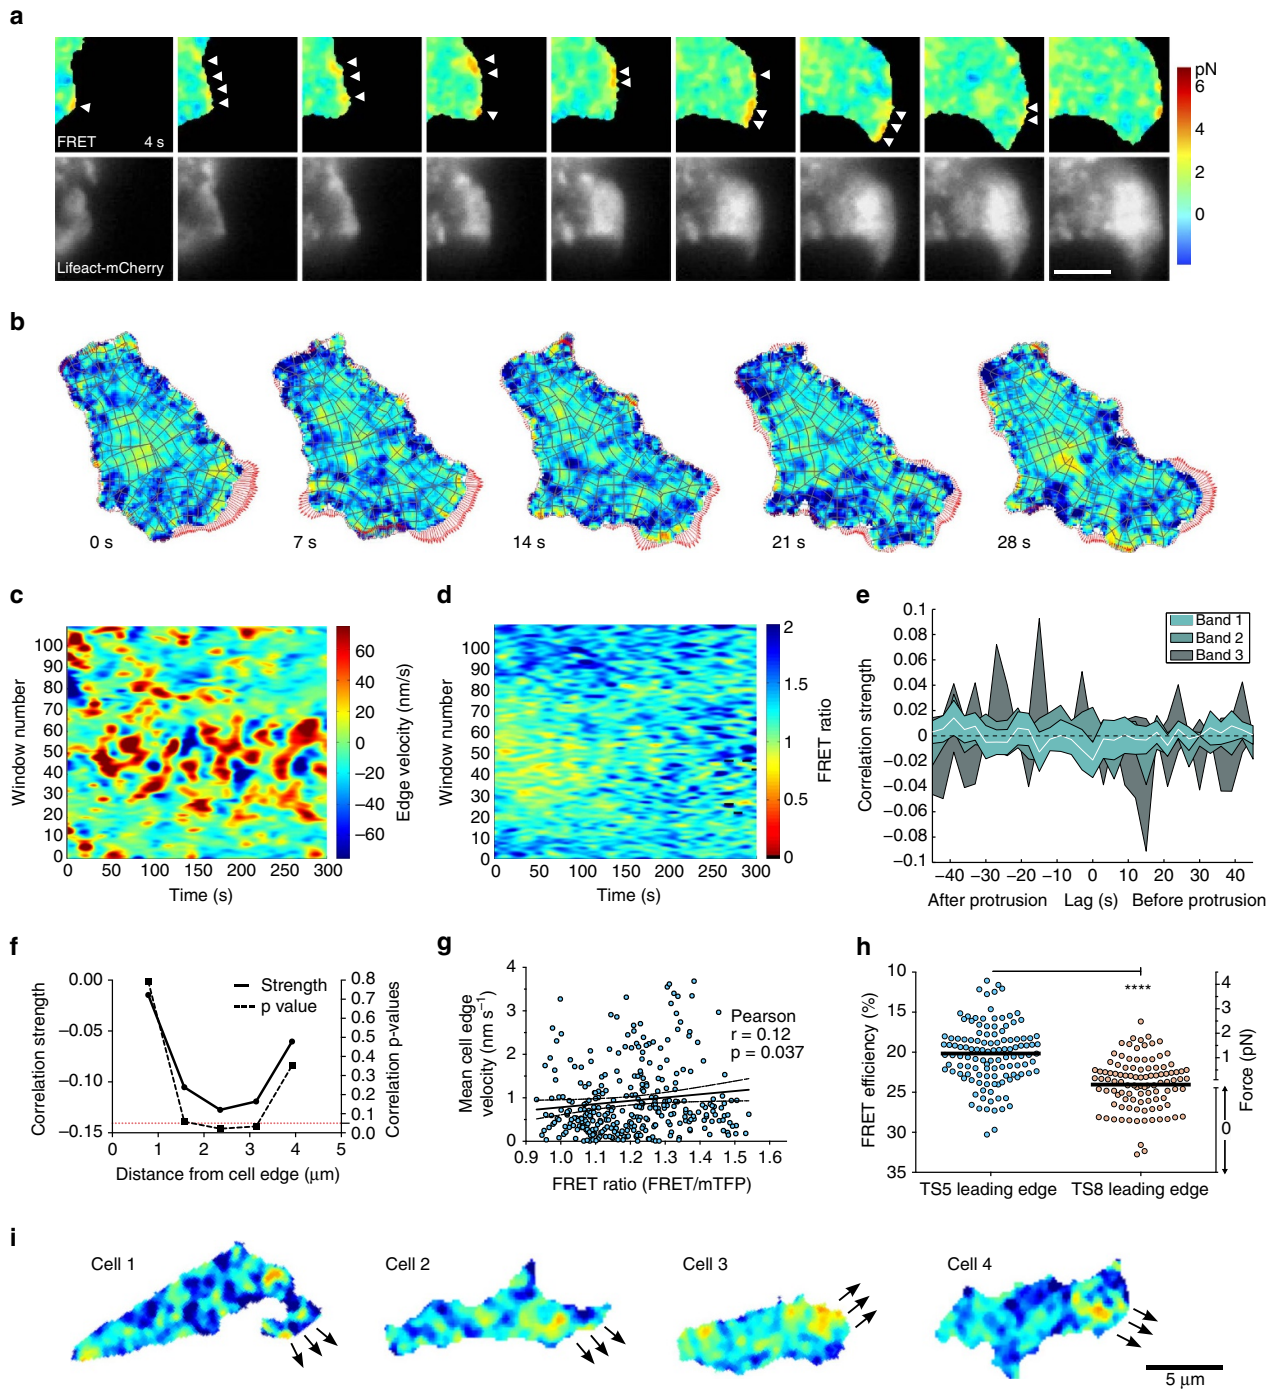 a
FRET
4 s
Lifeact-mCherry
pN
6
4
2
0
b
0 s
7 s
14 s
21 s
28 s
c
Window number
100
90
80
70
60
50
40
30
20
10
0
0 50 100 150 200 250 300
Time (s)
60
40
20
0
−20
−40
−60
Edge velocity (nm/s)
d
Window number
100
90
80
70
60
50
40
30
20
10
0
0 50 100 150 200 250 300
Time (s)
2
1.5
1
0.5
0
FRET ratio
e
Correlation strength
0.1
0.08
0.06
0.04
0.02
0
−0.02
−0.04
−0.06
−0.08
−0.1
Band 1
Band 2
Band 3
−40 −30 −20 −10 0 10 20 30 40
After protrusion Lag (s) Before protrusion
f
Correlation strength
0.00
−0.05
−0.10
−0.15
Strength
p value
0.8
0.7
0.6
0.5
0.4
0.3
0.2
0.1
0.0
Correlation p-values
0 1 2 3 4 5
Distance from cell edge (μm)
g
Mean cell edge
velocity (nm s−1)
4
3
2
1
0
Pearson
r = 0.12
p = 0.037
0.9 1.0 1.1 1.2 1.3 1.4 1.5 1.6
FRET ratio (FRET/mTFP)
h
FRET efficiency (%)
10
15
20
25
30
35
****
4
3
2
1
0
Force (pN)
TS5 leading edge TS8 leading edge
i
Cell 1
Cell 2
Cell 3
Cell 4
5 μm